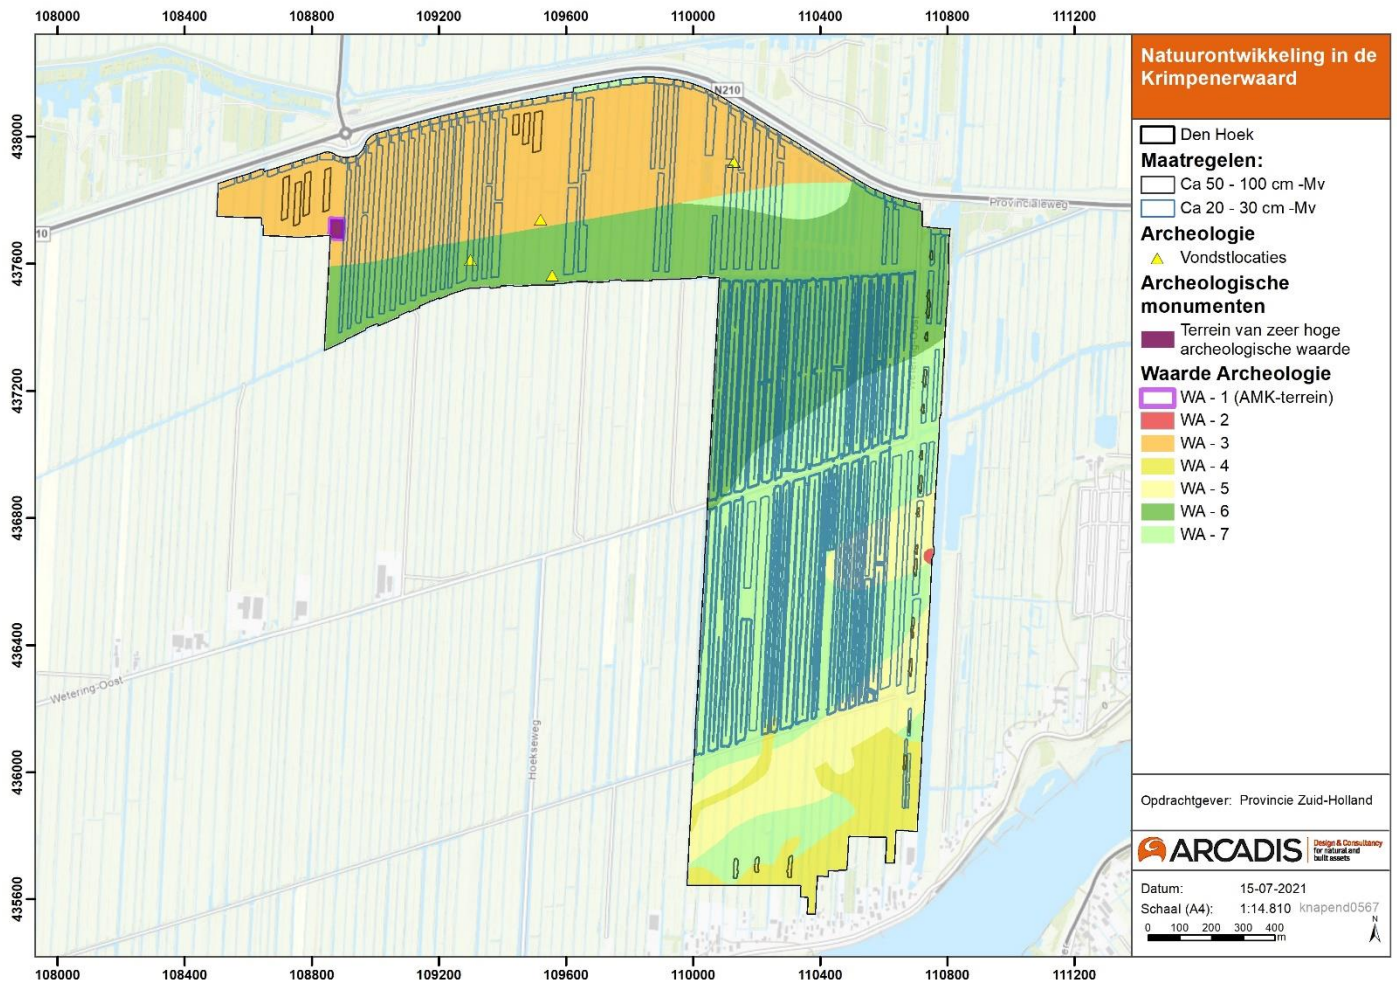 108000 108400 108800 109200 109600 110000 110400 110800 111200
438000
437600
437200
436800
436400
436000
435600
N210
Provincialeweg
10
Wetering-Oost
Hoekseweg
108000 108400 108800 109200 109600 110000 110400 110800 111200
Natuurontwikkeling in de
Krimpenerwaard
Den Hoek
Maatregelen:
Ca 50 - 100 cm -Mv
Ca 20 - 30 cm -Mv
Archeologie
Vondstlocaties
Archeologische
monumenten
Terrein van zeer hoge
archeologische waarde
Waarde Archeologie
WA - 1 (AMK-terrein)
WA - 2
WA - 3
WA - 4
WA - 5
WA - 6
WA - 7
Opdrachtgever: Provincie Zuid-Holland
ARCADIS
Design & Consultancy
for natural and
built assets
Datum: 15-07-2021
Schaal (A4): 1:14.810 knapend0567
0 100 200 300 400
m
N